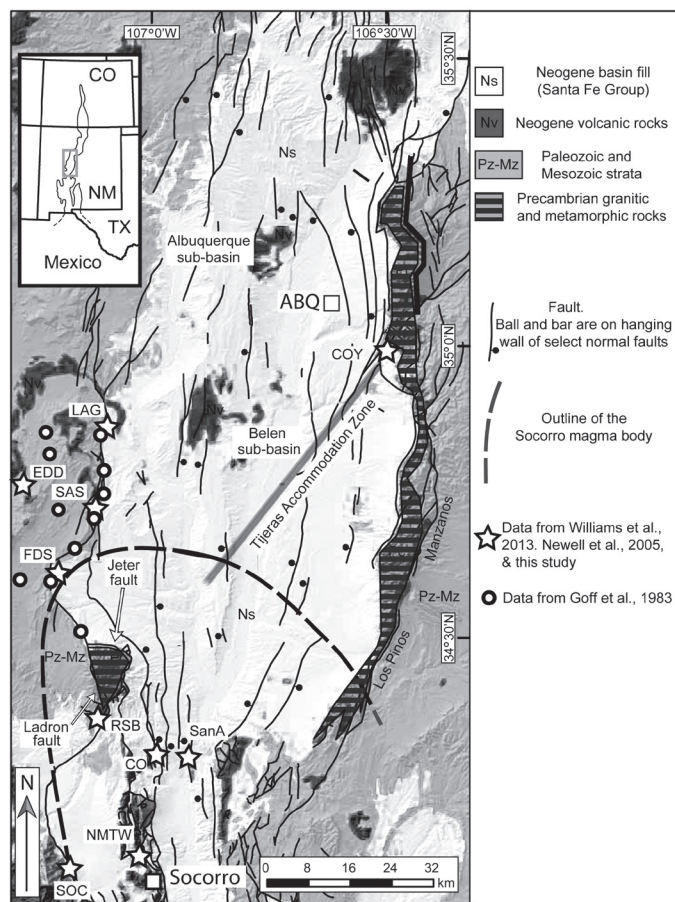 107°0'W
106°30'W
35°30'N
CO
NM
TX
Mexico
Nv
Ns
Albuquerque
sub-basin
Nv
ABQ
COY
35°0'N
Nv
LAG
Nv
EDD
SAS
Belen
sub-basin
Tijeras Accommodation Zone
Manzanos
FDS
Jeter
fault
Ns
Pz-Mz
34°30'N
Pz-Mz
Los Pinos
Ladron
fault
RSB
SanA
CO
N
NMTW
SOC
Socorro
0 8 16 24 32
km
Ns
Neogene basin fill
(Santa Fe Group)
Nv
Neogene volcanic rocks
Pz-Mz
Paleozoic and
Mesozoic strata
Precambrian granitic
and metamorphic rocks
Fault.
Ball and bar are on hanging
wall of select normal faults
Outline of the
Socorro magma body
Data from Williams et al.,
2013. Newell et al., 2005,
& this study
Data from Goff et al., 1983